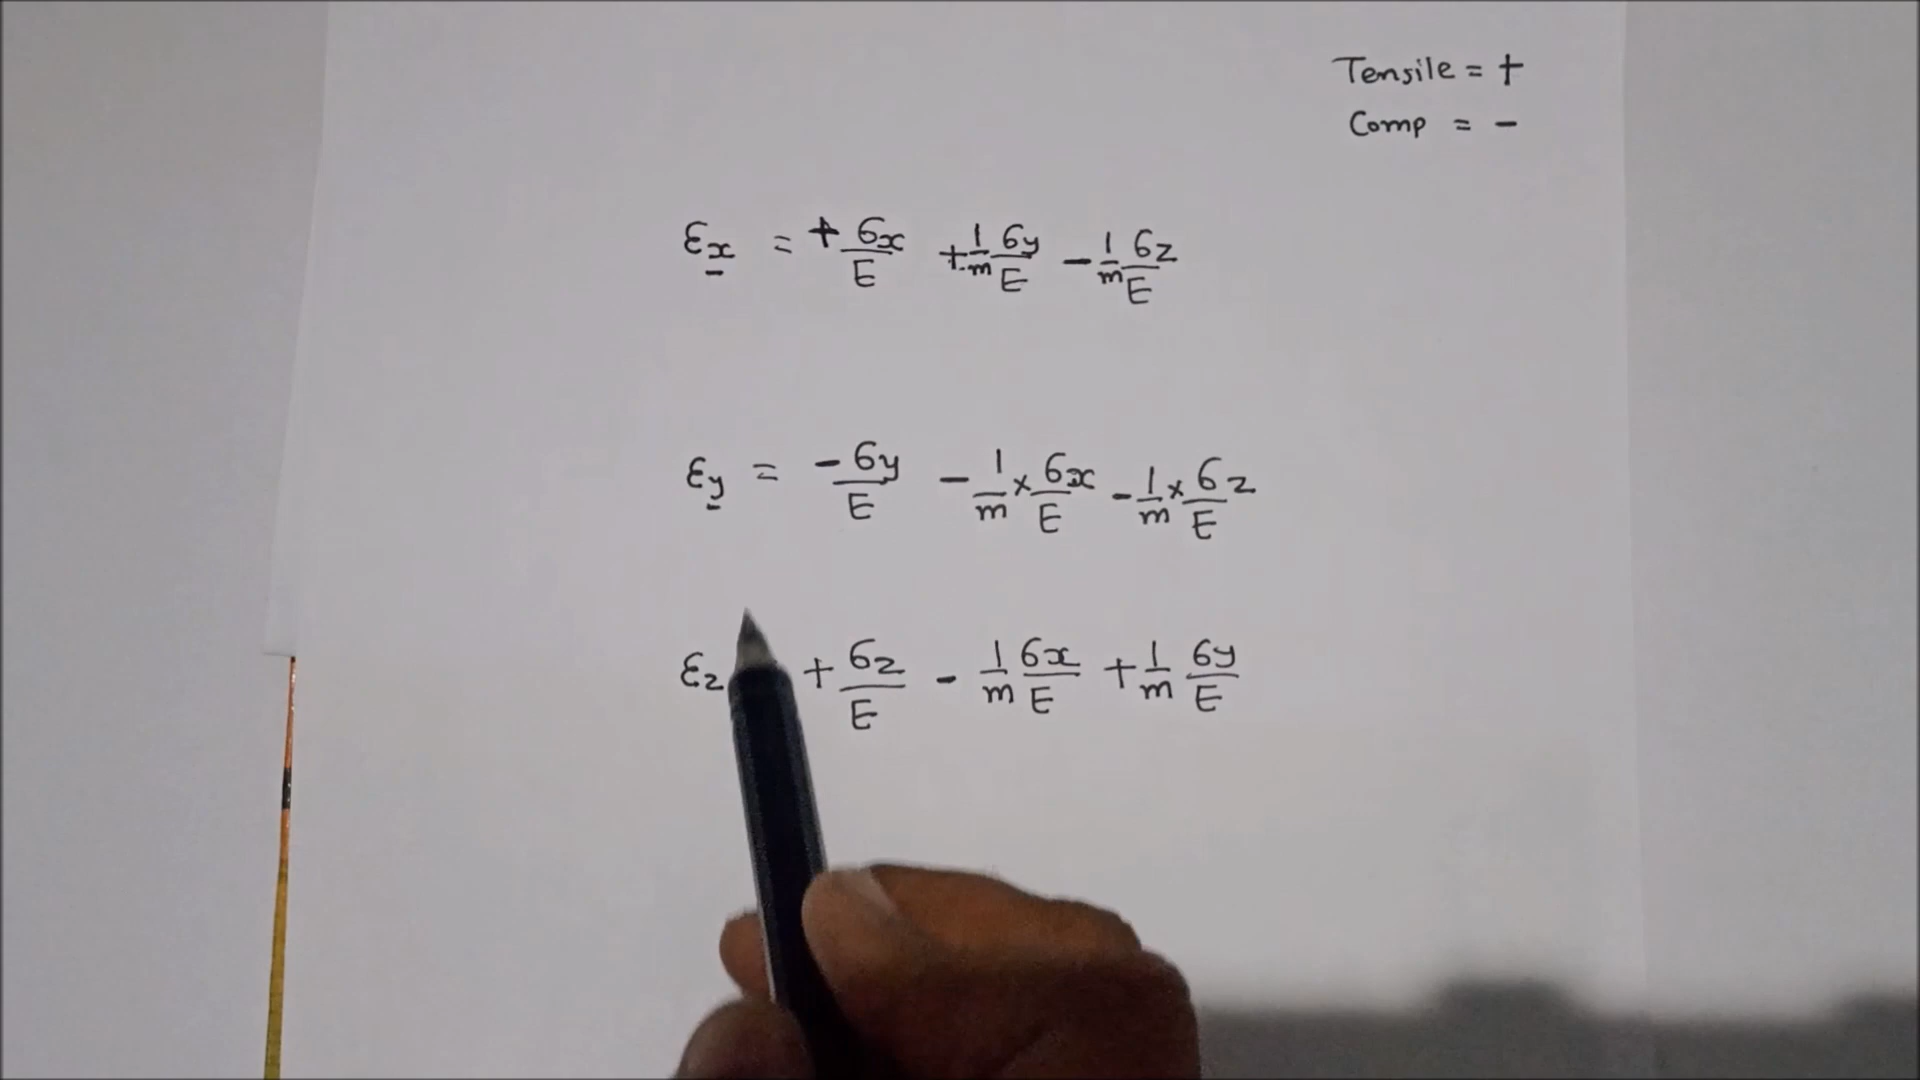 Tensile = +
Comp = -
εx = + σx/E + 1/m σy/E - 1/m σz/E
εy = - σy/E - 1/m × σx/E - 1/m × σz/E
εz + σz/E - 1/m σx/E + 1/m σy/E